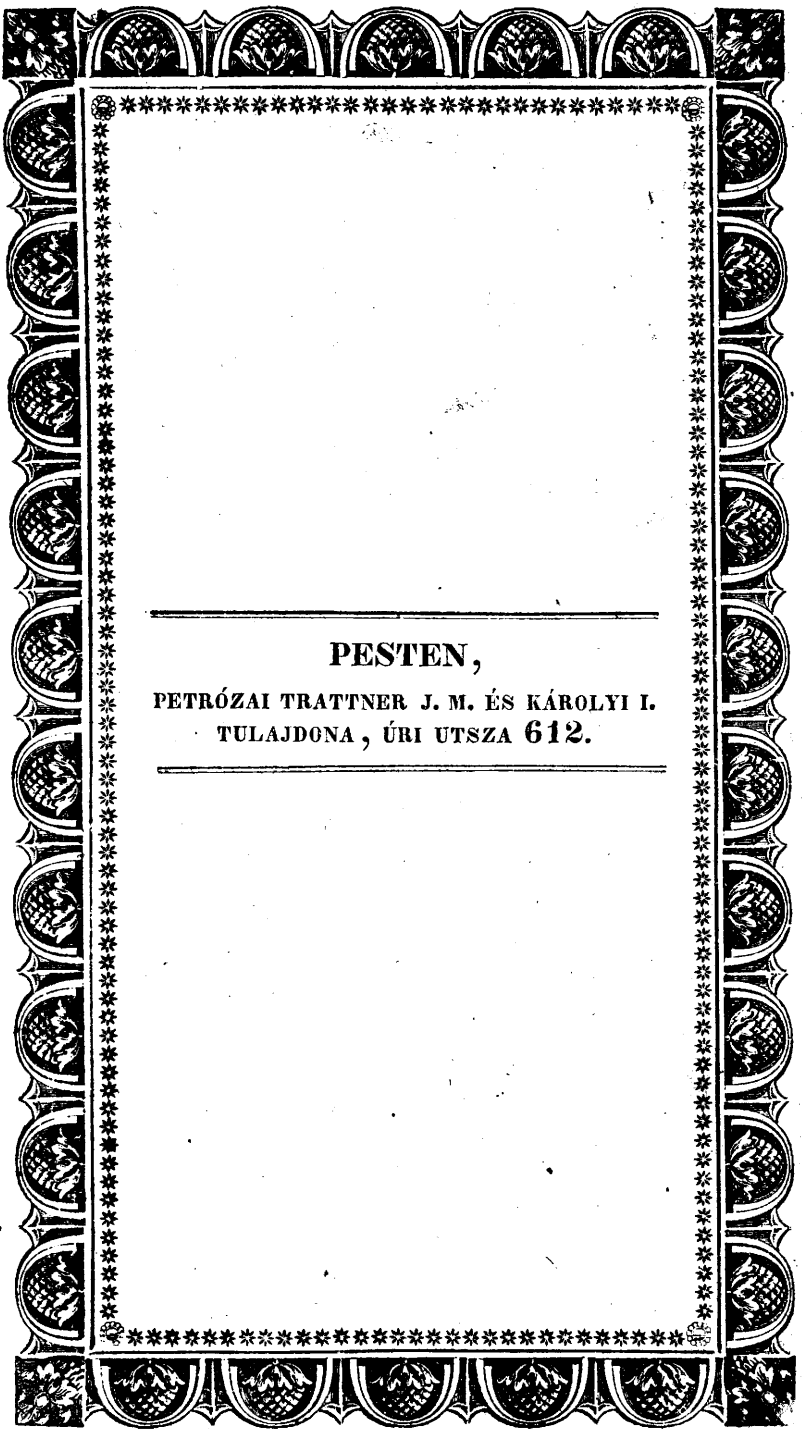 PESTEN,
PETRÓZAI TRATTNER J. M. ÉS KÁROLYI I.
TULAJDONA, ÚRI UTSZA 612.